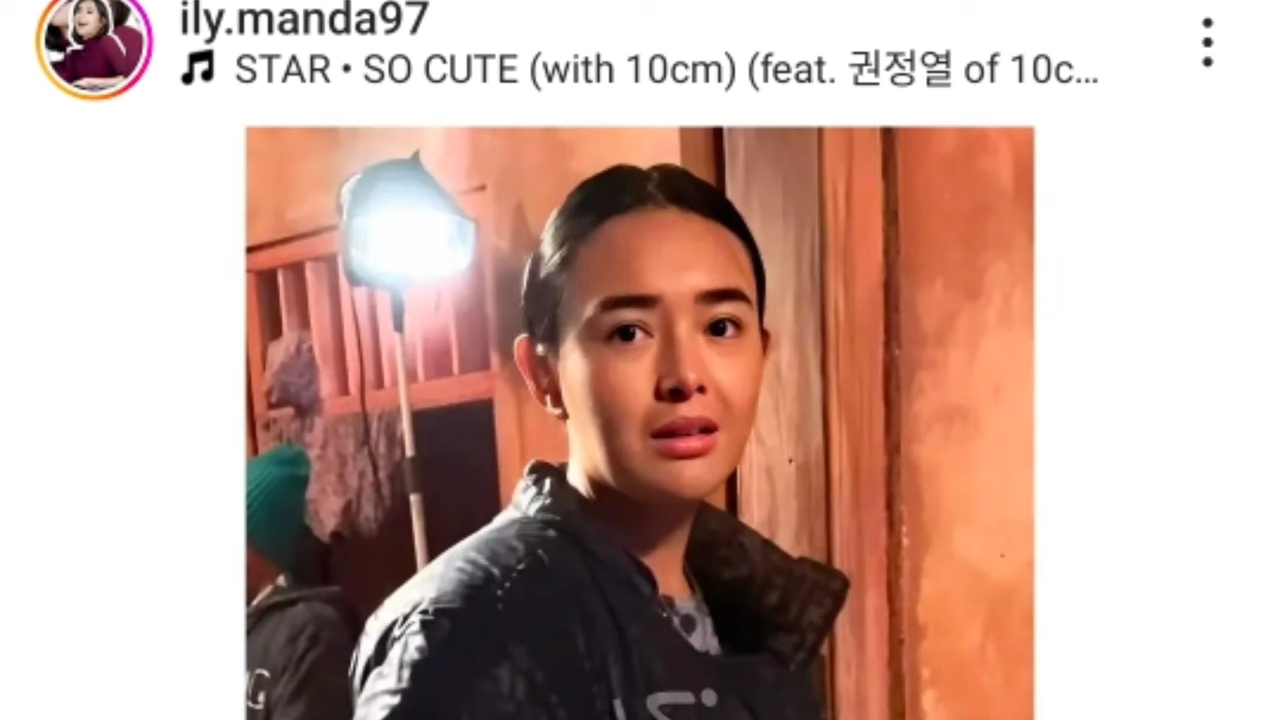 ily.manda97
STAR • SO CUTE (with 10cm) (feat. 권정열 of 10c...
G